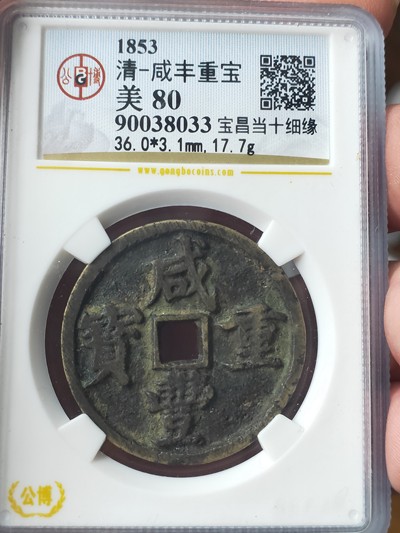 1853
清-咸丰重宝
美 80
90038033 宝昌当十细缘
36.0*3.1mm,17.7g
www.gongbocoins.com
咸
寶 重
豐
公博